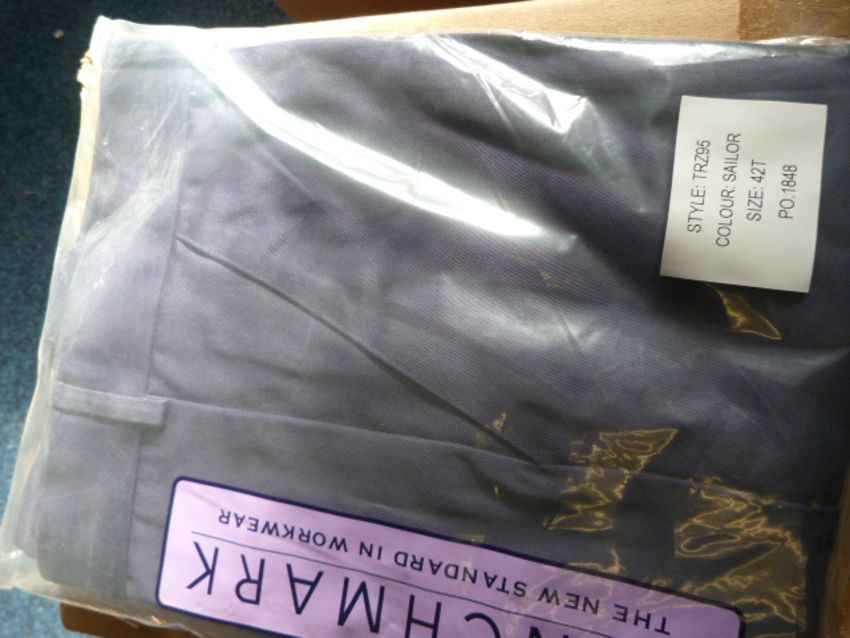 STYLE: TRZ95
COLOUR: SAILOR
SIZE: 42T
PO.1848
NCHMARK
THE NEW STANDARD IN WORKWEAR